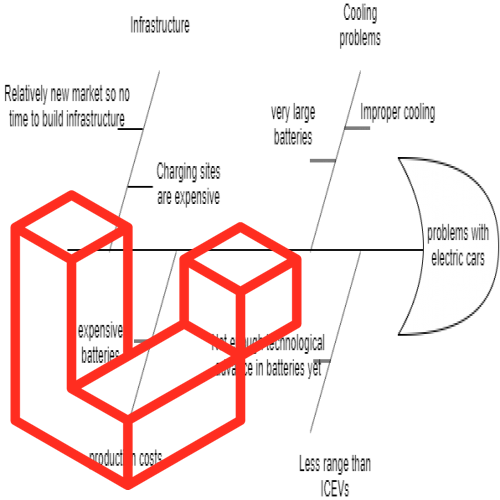 Infrastructure
Cooling
problems
Relatively new market so no
time to build infrastructure
very large
batteries
Improper cooling
Charging sites
are expensive
problems with
electric cars
expensive
batteries
Not enough technological
advance in batteries yet
production costs
Less range than
ICEVs